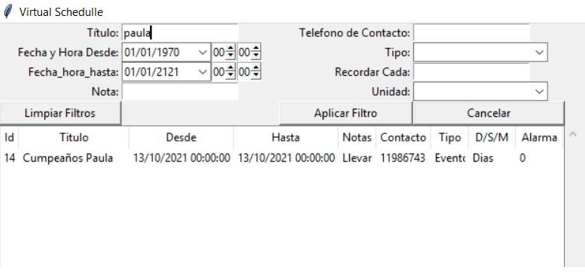 Virtual Schedulle
Título: paula Telefono de Contacto:
Fecha y Hora Desde: 01/01/1970 00 00 Tipo:
Fecha_hora_hasta: 01/01/2121 00 00 Recordar Cada:
Nota: Unidad:
Limpiar Filtros Aplicar Filtro Cancelar
Id Titulo Desde Hasta Notas Contacto Tipo D/S/M Alarma
14 Cumpeaños Paula 13/10/2021 00:00:00 13/10/2021 00:00:00 Llevar 11986743 Evento Dias 0